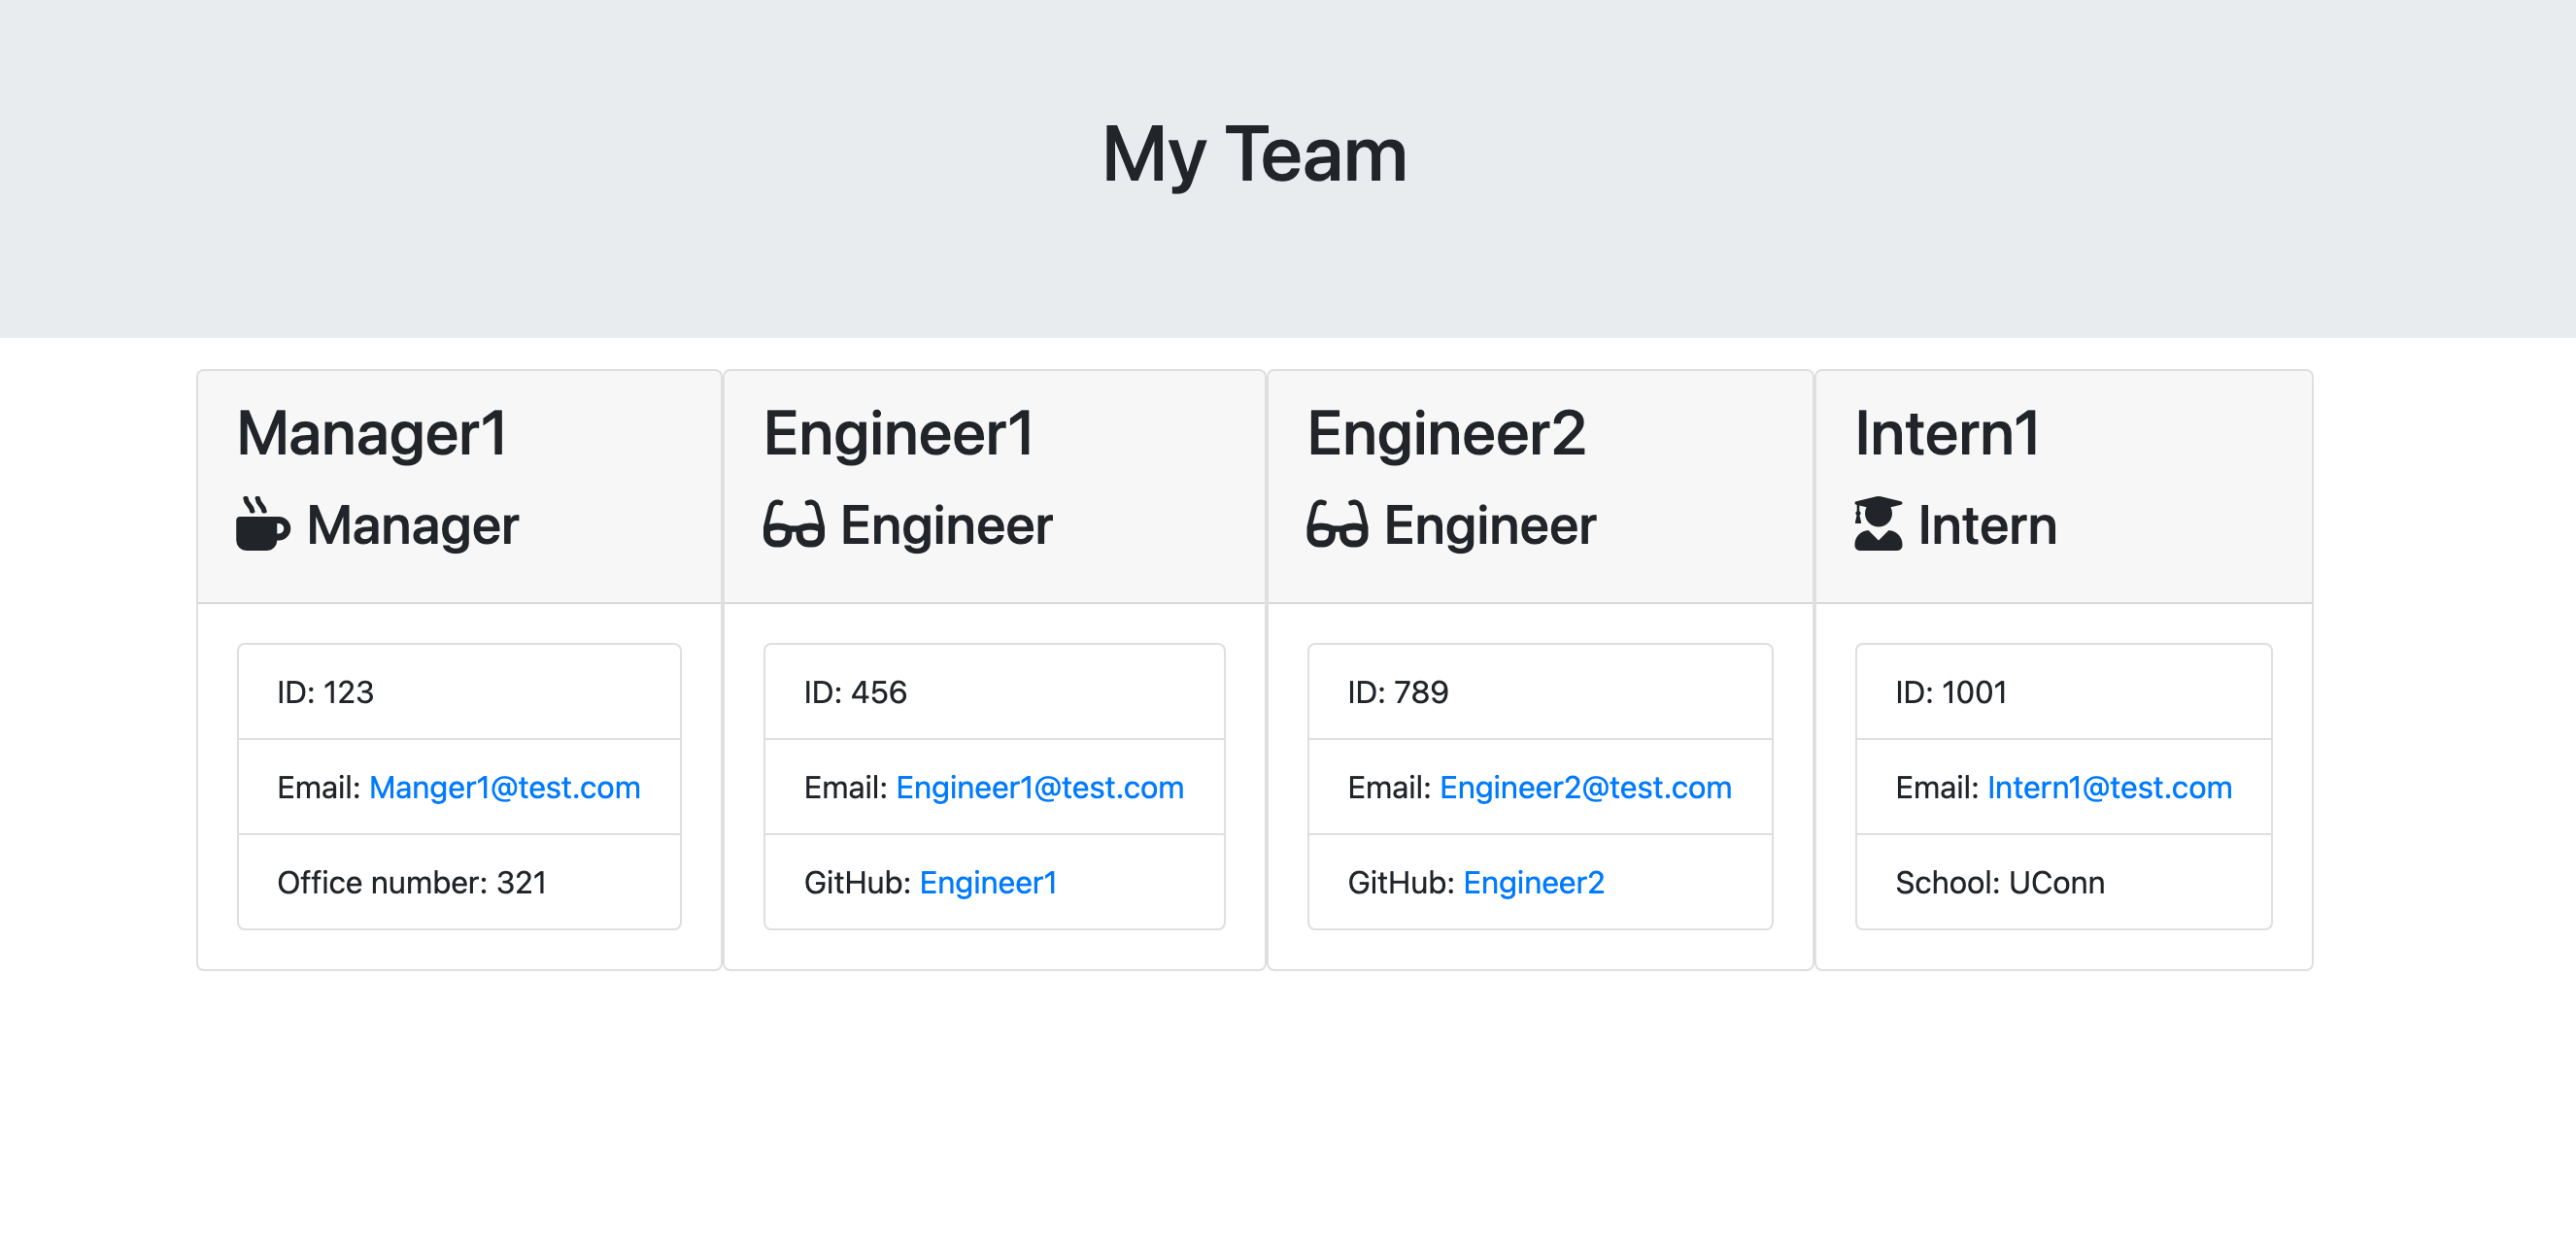 My Team
Manager1
Manager
ID: 123
Email: Manger1@test.com
Office number: 321
Engineer1
Engineer
ID: 456
Email: Engineer1@test.com
GitHub: Engineer1
Engineer2
Engineer
ID: 789
Email: Engineer2@test.com
GitHub: Engineer2
Intern1
Intern
ID: 1001
Email: Intern1@test.com
School: UConn